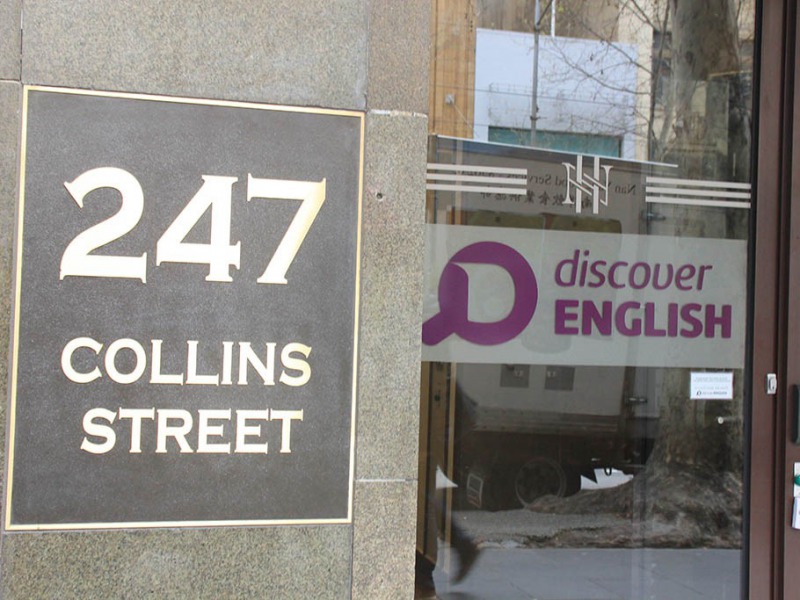 247
COLLINS
STREET
discover
ENGLISH